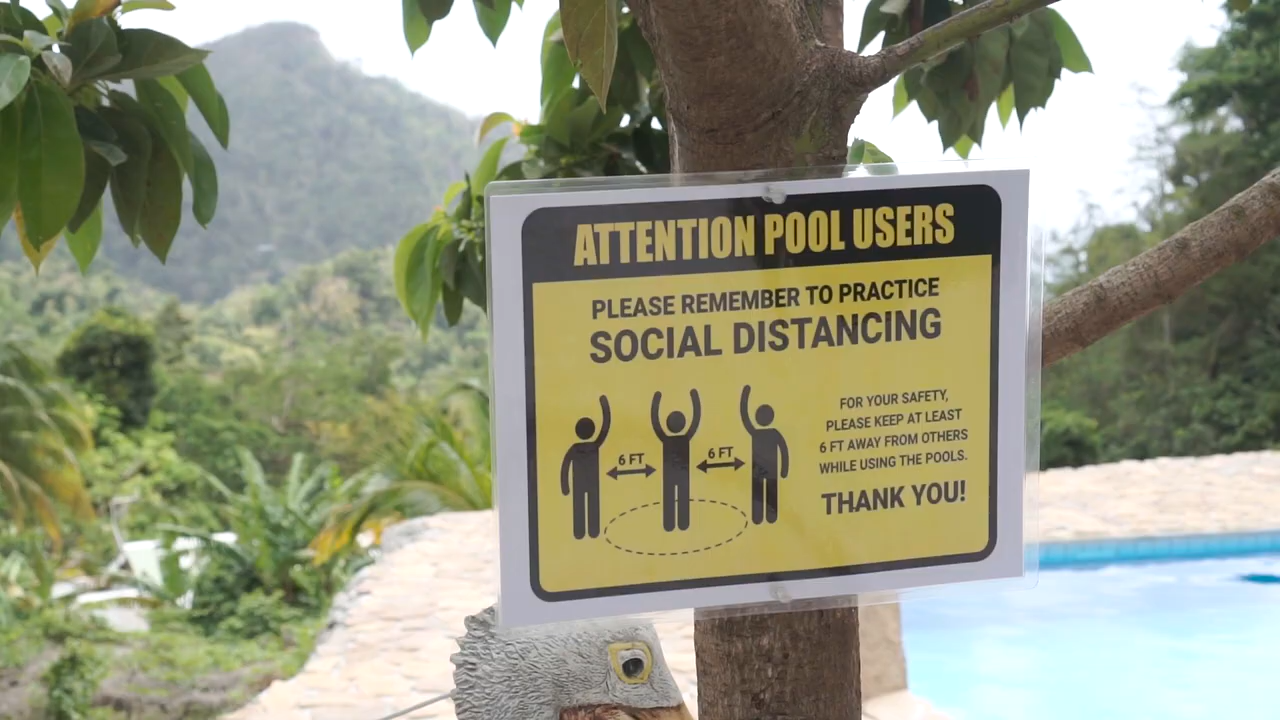 ATTENTION POOL USERS
PLEASE REMEMBER TO PRACTICE
SOCIAL DISTANCING
6 FT
6 FT
FOR YOUR SAFETY,
PLEASE KEEP AT LEAST
6 FT AWAY FROM OTHERS
WHILE USING THE POOLS.
THANK YOU!